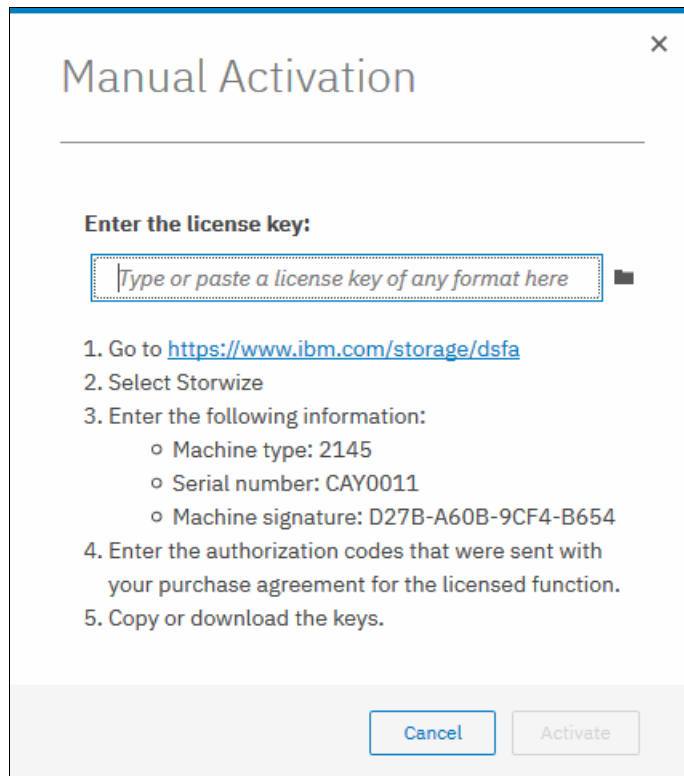 Manual Activation
Enter the license key:
Type or paste a license key of any format here
1. Go to https://www.ibm.com/storage/dsfa
2. Select Storwize
3. Enter the following information:
Machine type: 2145
Serial number: CAY0011
Machine signature: D27B-A60B-9CF4-B654
4. Enter the authorization codes that were sent with
your purchase agreement for the licensed function.
5. Copy or download the keys.
Cancel Activate